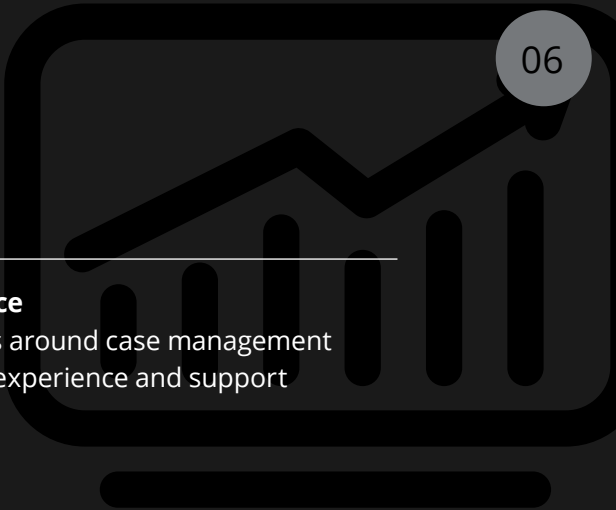 06
ce
s around case management
experience and support